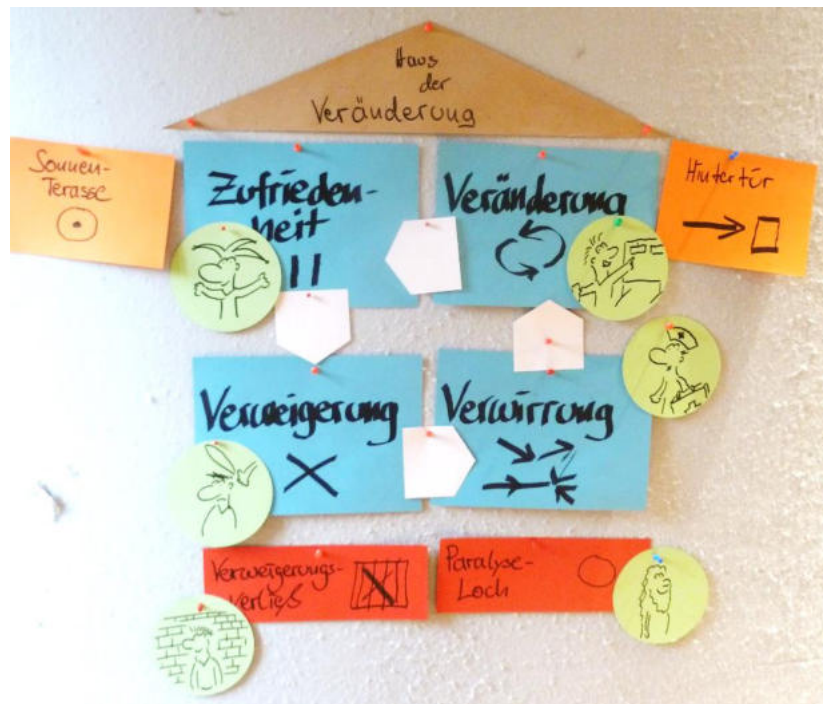 Haus
der
Veränderung
Sonnen-
Terasse
Zufrieden-
heit
Veränderung
Hintertür
Verweigerung
Verwirrung
Verweigerungs-
verließ
Paralyse-
Loch